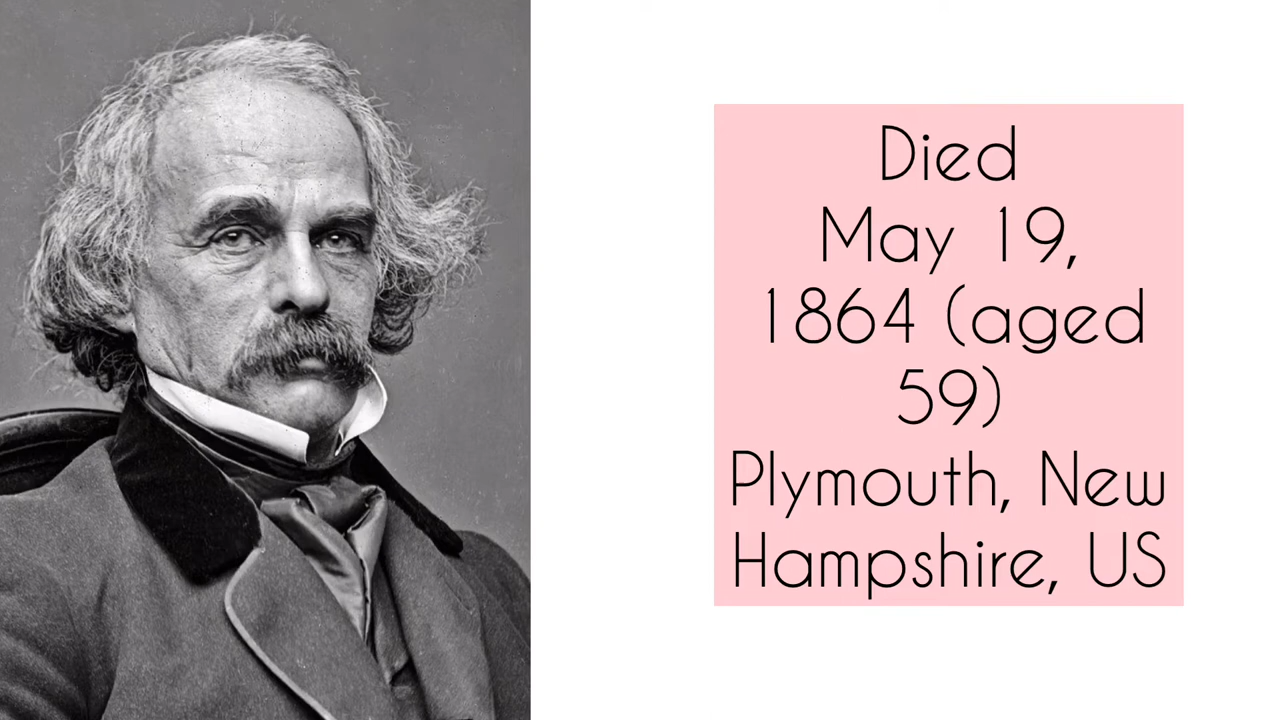 Died
May 19,
1864 (aged
59)
Plymouth, New
Hampshire, US